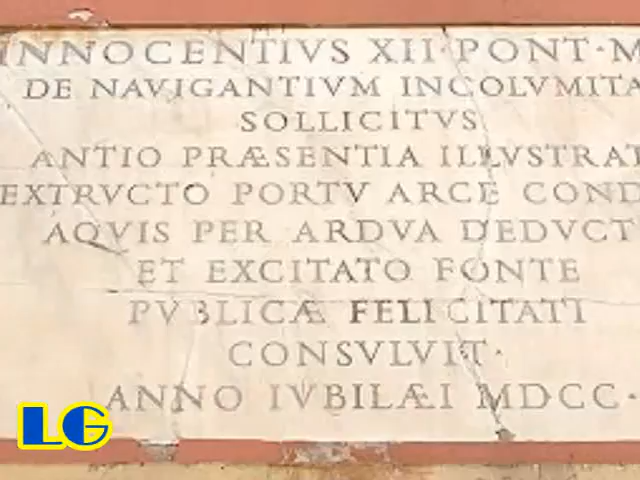 INNOCENTIVS XII·PONT·M
DE NAVIGANTIVM INCOLVMITA
SOLLICITVS
ANTIO PRÆSENTIA ILLVSTRAT
EXTRVCTO PORTV ARCE COND
AQVIS PER ARDVA DEDVCT
ET EXCITATO FONTE
PVBLICÆ FELICITATI
CONSVLVIT·
ANNO IVBILÆI MDCC·
LG